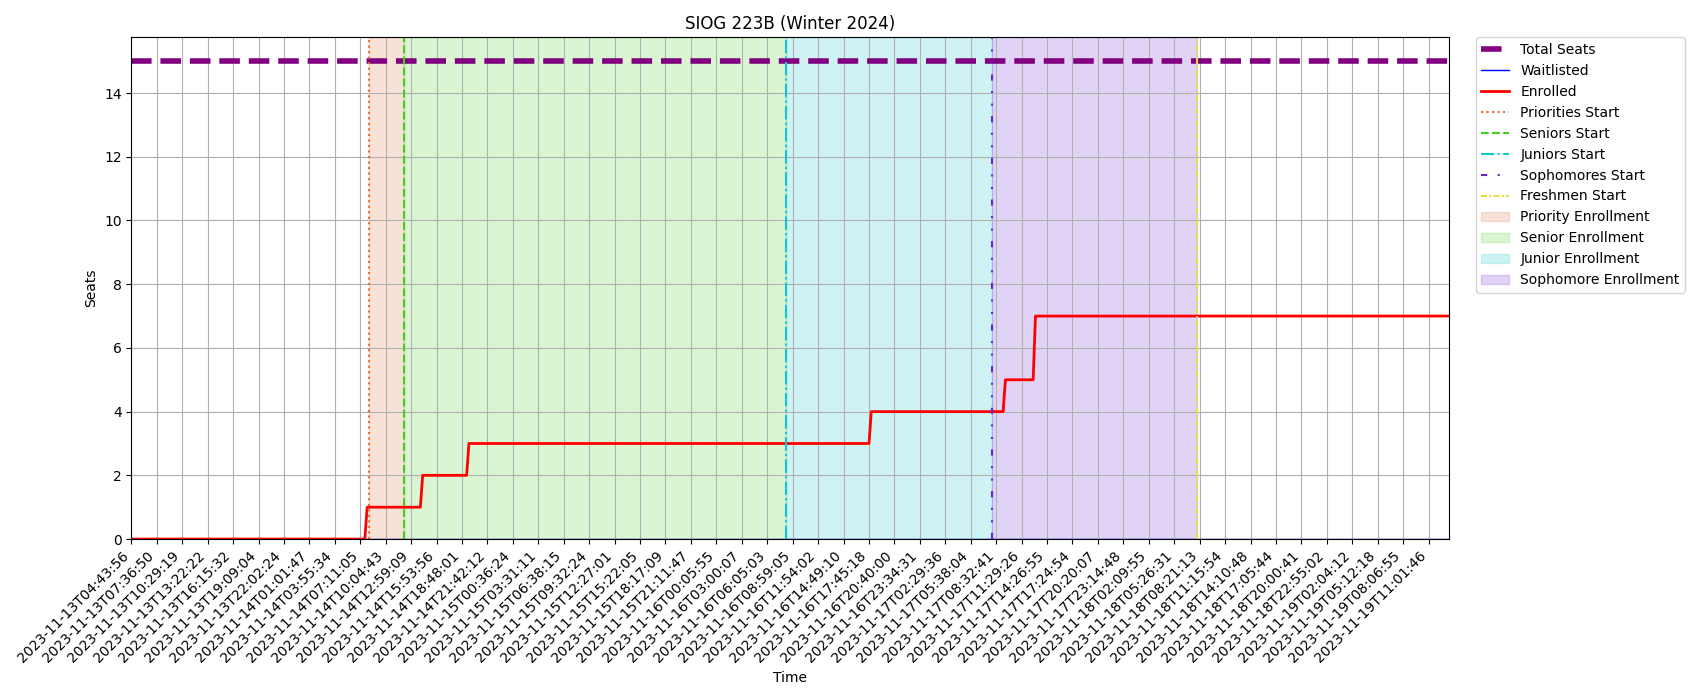 SIOG 223B (Winter 2024)
Seats
14
12
10
8
6
4
2
0
2023-11-13T04:43:56
2023-11-13T07:36:50
2023-11-13T10:29:19
2023-11-13T13:22:22
2023-11-13T16:15:32
2023-11-13T19:09:04
2023-11-13T22:02:24
2023-11-14T01:01:47
2023-11-14T03:55:34
2023-11-14T07:11:05
2023-11-14T10:04:43
2023-11-14T12:59:09
2023-11-14T15:53:56
2023-11-14T18:48:01
2023-11-14T21:42:12
2023-11-15T00:36:24
2023-11-15T03:31:11
2023-11-15T06:38:15
2023-11-15T09:32:24
2023-11-15T12:27:01
2023-11-15T15:22:05
2023-11-15T18:17:09
2023-11-15T21:11:47
2023-11-16T00:05:55
2023-11-16T03:00:07
2023-11-16T06:05:03
2023-11-16T08:59:05
2023-11-16T11:54:02
2023-11-16T14:49:10
2023-11-16T17:45:18
2023-11-16T20:40:00
2023-11-16T23:34:31
2023-11-17T02:29:36
2023-11-17T05:38:04
2023-11-17T08:32:41
2023-11-17T11:29:26
2023-11-17T14:26:55
2023-11-17T17:24:54
2023-11-17T20:20:07
2023-11-17T23:14:48
2023-11-18T02:09:55
2023-11-18T05:26:31
2023-11-18T08:21:13
2023-11-18T11:15:54
2023-11-18T14:10:48
2023-11-18T17:05:44
2023-11-18T20:00:41
2023-11-18T22:55:02
2023-11-19T02:04:12
2023-11-19T05:12:18
2023-11-19T08:06:55
2023-11-19T11:01:46
Time
Total Seats
Waitlisted
Enrolled
Priorities Start
Seniors Start
Juniors Start
Sophomores Start
Freshmen Start
Priority Enrollment
Senior Enrollment
Junior Enrollment
Sophomore Enrollment